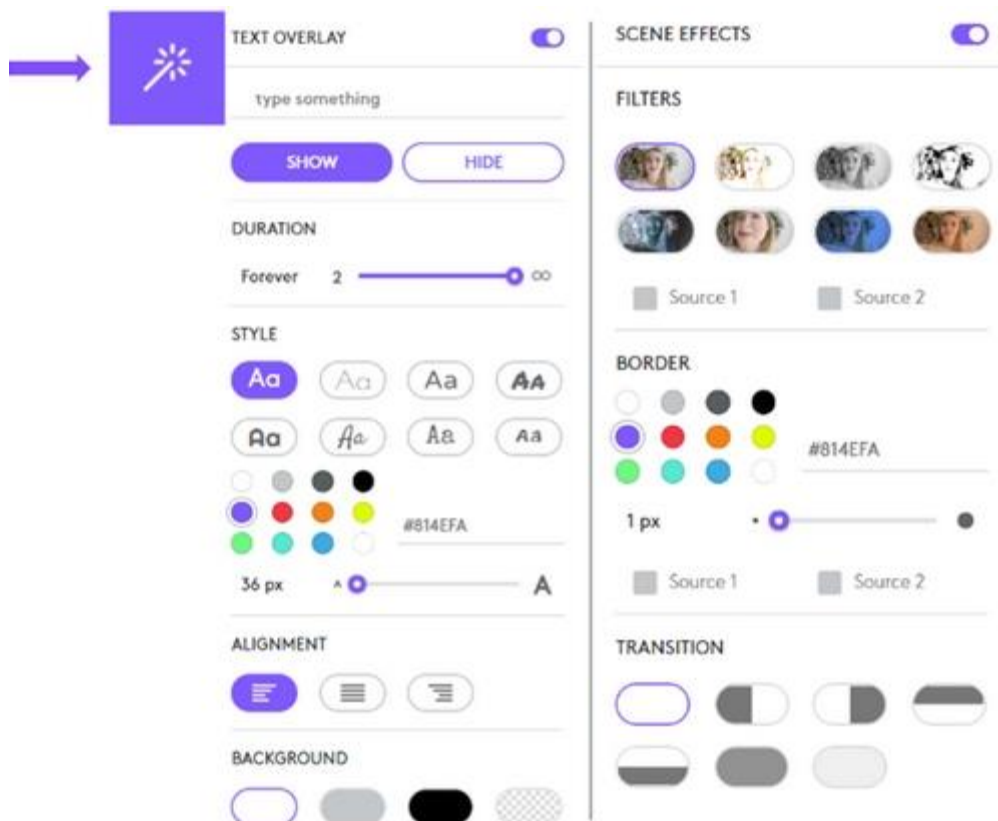 TEXT OVERLAY
type something
SHOW HIDE
DURATION
Forever 2 ∞
STYLE
Aa Aa Aa AA
Aa Aa Aa Aa
#814EFA
36 px A A
ALIGNMENT
BACKGROUND
SCENE EFFECTS
FILTERS
Source 1 Source 2
BORDER
#814EFA
1 px
Source 1 Source 2
TRANSITION